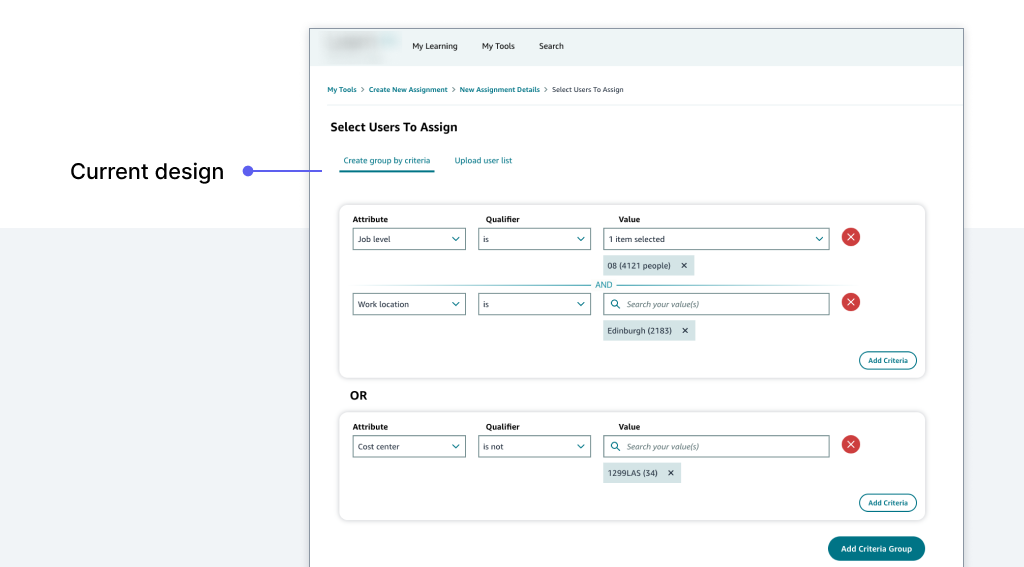 My Learning My Tools Search
My Tools > Create New Assignment > New Assignment Details > Select Users To Assign
Select Users To Assign
Create group by criteria Upload user list
Current design
Attribute Qualifier Value
Job level is 1 item selected
08 (4121 people) ×
AND
Work location is Search your value(s)
Edinburgh (2183) ×
Add Criteria
OR
Attribute Qualifier Value
Cost center is not Search your value(s)
1299LAS (34) ×
Add Criteria
Add Criteria Group